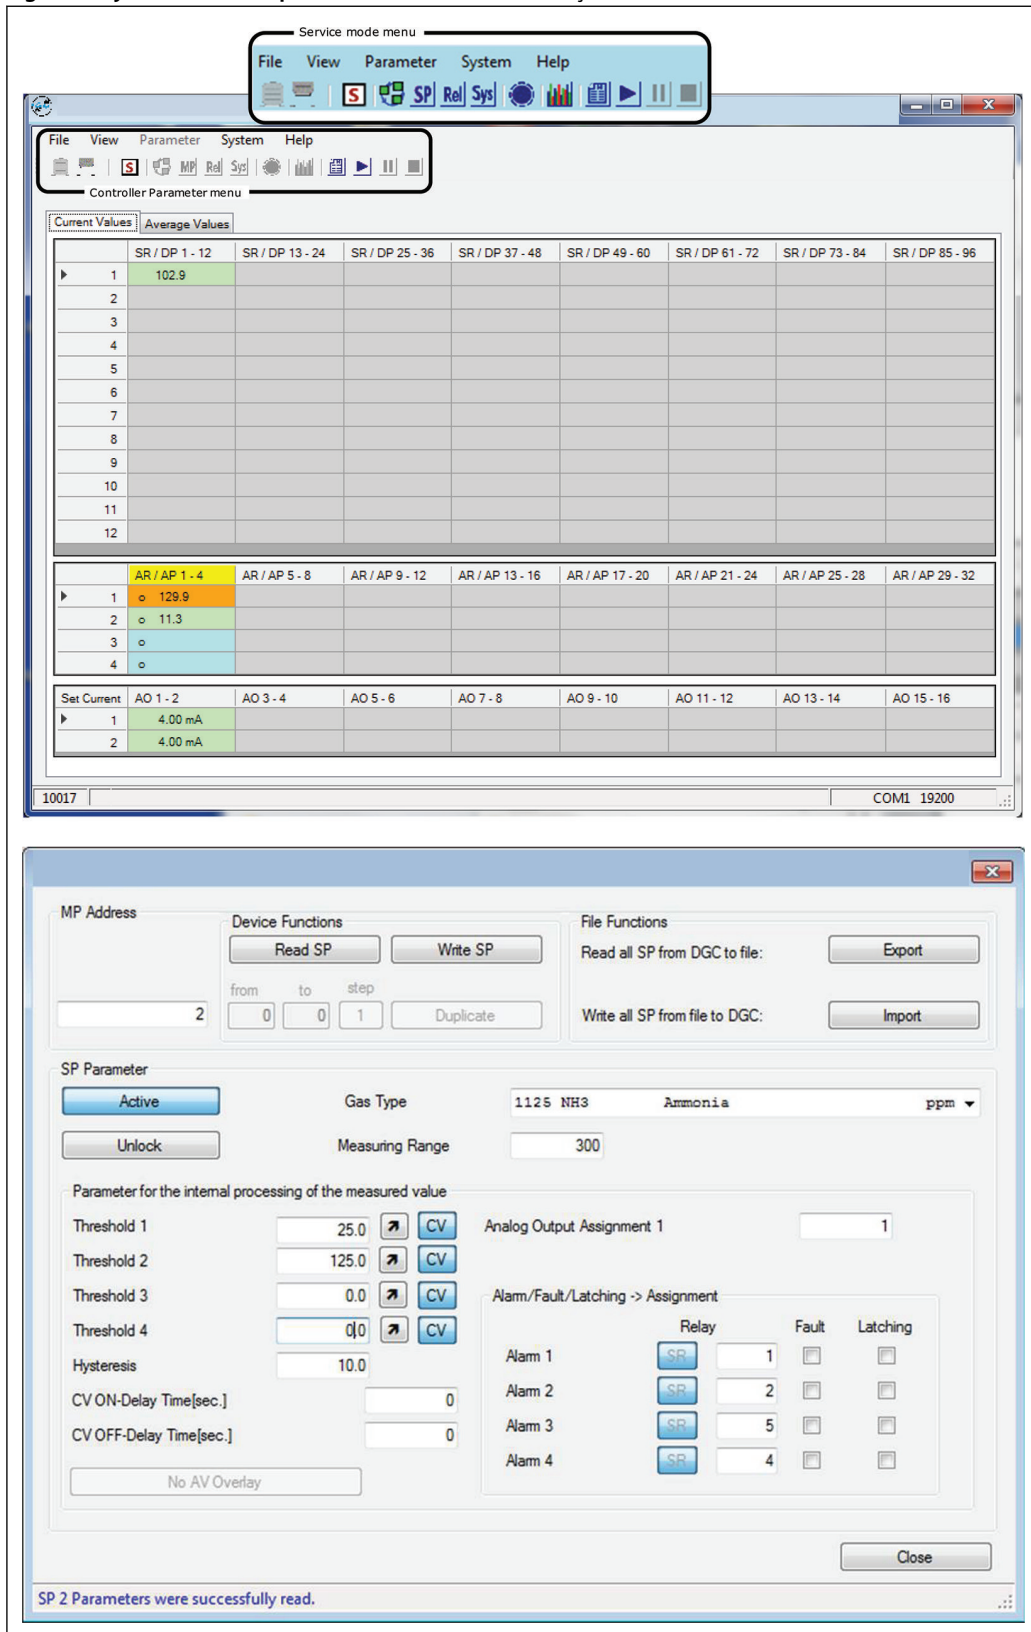 Service mode menu
File View Parameter System Help
S SP Rel Sys
File View Parameter System Help
S MP Rel Sys
Controller Parameter menu
Current Values Average Values
SR / DP 1 - 12 SR / DP 13 - 24 SR / DP 25 - 36 SR / DP 37 - 48 SR / DP 49 - 60 SR / DP 61 - 72 SR / DP 73 - 84 SR / DP 85 - 96
1 102.9
2
3
4
5
6
7
8
9
10
11
12
AR / AP 1 - 4 AR / AP 5 - 8 AR / AP 9 - 12 AR / AP 13 - 16 AR / AP 17 - 20 AR / AP 21 - 24 AR / AP 25 - 28 AR / AP 29 - 32
1 o 129.9
2 o 11.3
3 o
4 o
Set Current AO 1 - 2 AO 3 - 4 AO 5 - 6 AO 7 - 8 AO 9 - 10 AO 11 - 12 AO 13 - 14 AO 15 - 16
1 4.00 mA
2 4.00 mA
10017 COM1 19200
MP Address Device Functions File Functions
Read SP Write SP Read all SP from DGC to file: Export
from to step
2 0 0 1 Duplicate Write all SP from file to DGC: Import
SP Parameter
Active Gas Type 1125 NH3 Ammonia ppm
Unlock Measuring Range 300
Parameter for the internal processing of the measured value
Threshold 1 25.0 CV Analog Output Assignment 1 1
Threshold 2 125.0 CV
Threshold 3 0.0 CV Alarm/Fault/Latching -> Assignment
Threshold 4 0.0 CV Relay Fault Latching
Hysteresis 10.0 Alarm 1 SR 1
CV ON-Delay Time[sec.] 0 Alarm 2 SR 2
CV OFF-Delay Time[sec.] 0 Alarm 3 SR 5
No AV Overlay Alarm 4 SR 4
Close
SP 2 Parameters were successfully read.